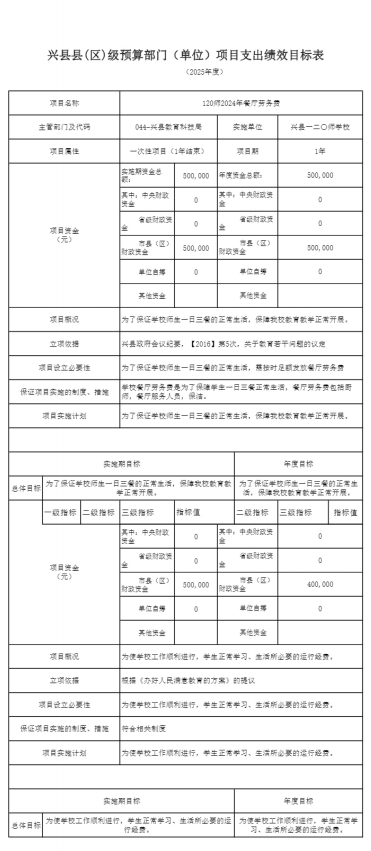 兴县县(区)级预算部门（单位）项目支出绩效目标表
（2025年度）
项目名称 120师2024年餐厅劳务费
主管部门及代码 044-兴县教育科技局 实施单位 兴县一二〇师学校
项目属性 一次性项目（1年结束） 项目期 1年
项目资金
（元）
实施期资金总额： 500,000 年度资金总额： 500,000
其中：中央财政资金 0 其中：中央财政资金 0
省级财政资金 0 省级财政资金 0
市县（区）财政资金 500,000 市县（区）财政资金 500,000
单位自筹 0 单位自筹 0
其他资金 其他资金
项目概况 为了保证学校师生一日三餐的正常生活，保障我校教育教学正常开展。
立项依据 兴县政府会议纪要，【2016】第5次，关于教育若干问题的议定
项目设立必要性 为了保证学校师生一日三餐的正常生活，需按时足额发放餐厅劳务费
保证项目实施的制度、措施 学校餐厅劳务费是为了保障学生一日三餐正常生活，餐厅劳务费包括厨师，餐厅服务人员，保洁。
项目实施计划 为了保证学校师生一日三餐的正常生活，保障我校教育教学正常开展。
实施期目标 年度目标
总体目标 为了保证学校师生一日三餐的正常生活，保障我校教育教学正常开展。 为了保证学校师生一日三餐的正常生活，保障我校教育教学正常开展。
一级指标 二级指标 三级指标 指标值 二级指标 三级指标 指标值
项目资金
（元）
其中：中央财政资金 0 其中：中央财政资金 0
省级财政资金 0 省级财政资金 0
市县（区）财政资金 500,000 市县（区）财政资金 400,000
单位自筹 0 单位自筹 0
其他资金 其他资金
项目概况 为使学校工作顺利进行，学生正常学习、生活所必要的运行经费。
立项依据 根据《办好人民满意教育的方案》的提议
项目设立必要性 为使学校工作顺利进行，学生正常学习、生活所必要的运行经费。
保证项目实施的制度、措施 符合相关制度
项目实施计划 为使学校工作顺利进行，学生正常学习、生活所必要的运行经费。
实施期目标 年度目标
总体目标 为使学校工作顺利进行，学生正常学习、生活所必要的运行经费。 为使学校工作顺利进行，学生正常学习、生活所必要的运行经费。